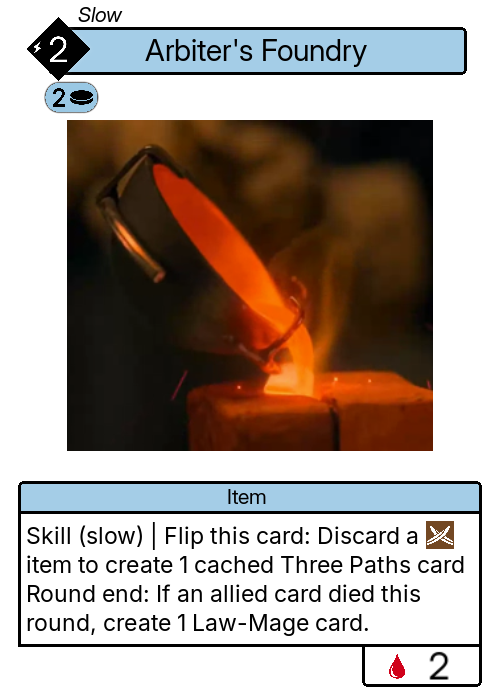 Slow
2
Arbiter's Foundry
2
Item
Skill (slow) | Flip this card: Discard a
item to create 1 cached Three Paths card
Round end: If an allied card died this
round, create 1 Law-Mage card.
2